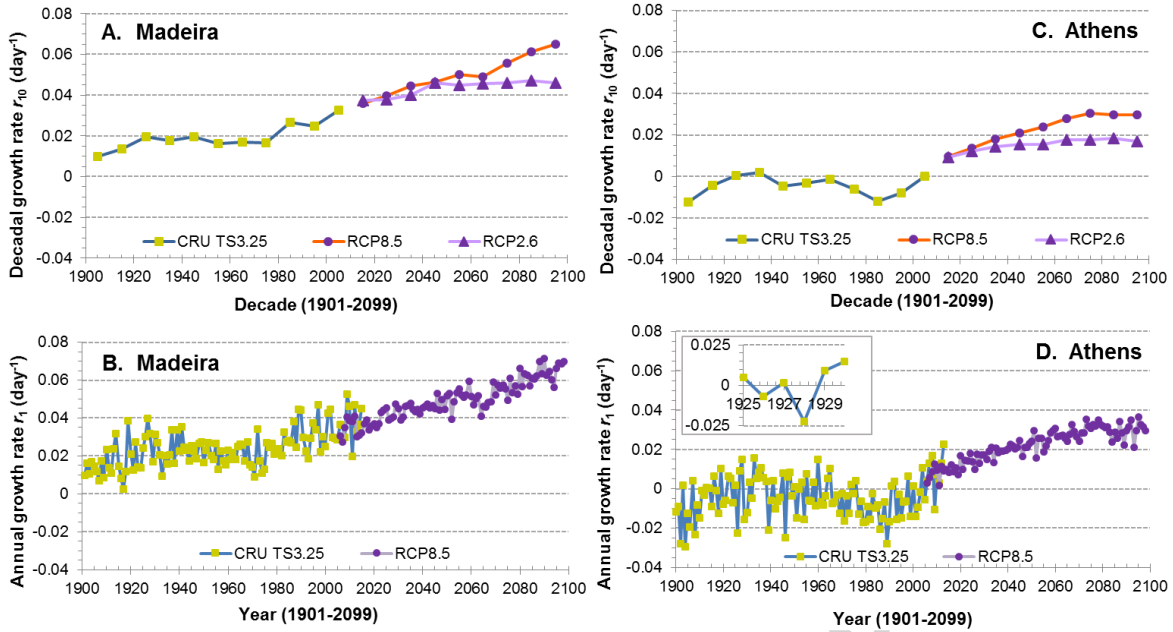 A. Madeira
Decadal growth rate r10 (day-1)
0.08
0.06
0.04
0.02
0
-0.02
-0.04
CRU TS3.25 RCP8.5 RCP2.6
1900 1920 1940 1960 1980 2000 2020 2040 2060 2080 2100
Decade (1901-2099)
C. Athens
Decadal growth rate r10 (day-1)
0.08
0.06
0.04
0.02
0
-0.02
-0.04
CRU TS3.25 RCP8.5 RCP2.6
1900 1920 1940 1960 1980 2000 2020 2040 2060 2080 2100
Decade (1901-2099)
B. Madeira
Annual growth rate r1 (day-1)
0.08
0.06
0.04
0.02
0
-0.02
-0.04
CRU TS3.25 RCP8.5
1900 1920 1940 1960 1980 2000 2020 2040 2060 2080 2100
Year (1901-2099)
D. Athens
Annual growth rate r1 (day-1)
0.08
0.06
0.04
0.02
0
-0.02
-0.04
0.025
0
-0.025
1925 1927 1929
CRU TS3.25 RCP8.5
1900 1920 1940 1960 1980 2000 2020 2040 2060 2080 2100
Year (1901-2099)